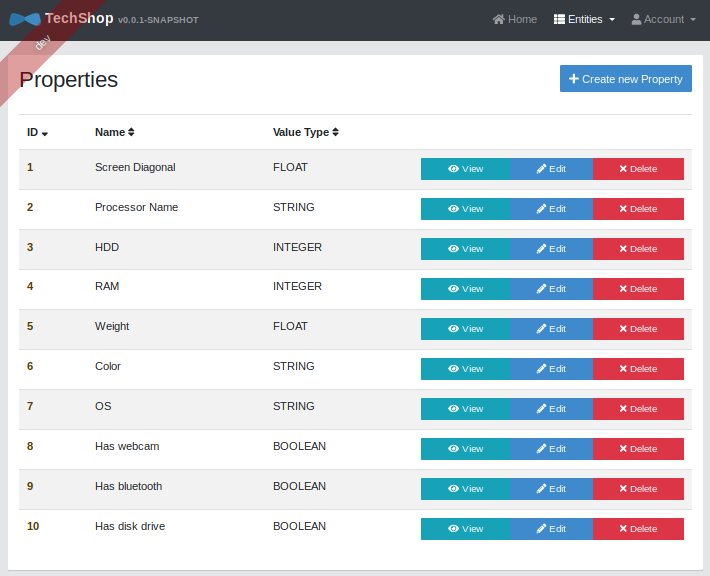 TechShop v0.0.1-SNAPSHOT Home Entities Account
dev
Properties Create new Property
ID Name Value Type
1 Screen Diagonal FLOAT View Edit Delete
2 Processor Name STRING View Edit Delete
3 HDD INTEGER View Edit Delete
4 RAM INTEGER View Edit Delete
5 Weight FLOAT View Edit Delete
6 Color STRING View Edit Delete
7 OS STRING View Edit Delete
8 Has webcam BOOLEAN View Edit Delete
9 Has bluetooth BOOLEAN View Edit Delete
10 Has disk drive BOOLEAN View Edit Delete